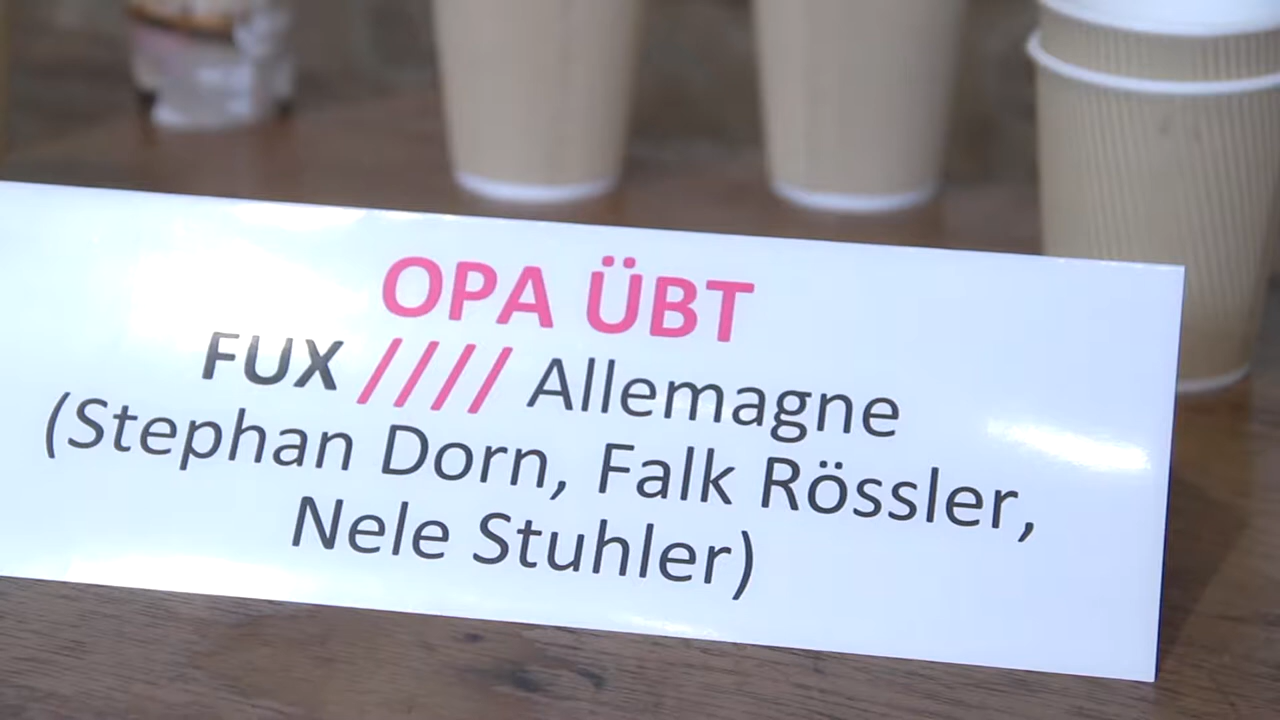 OPA ÜBT
FUX //// Allemagne
(Stephan Dorn, Falk Rössler,
Nele Stuhler)